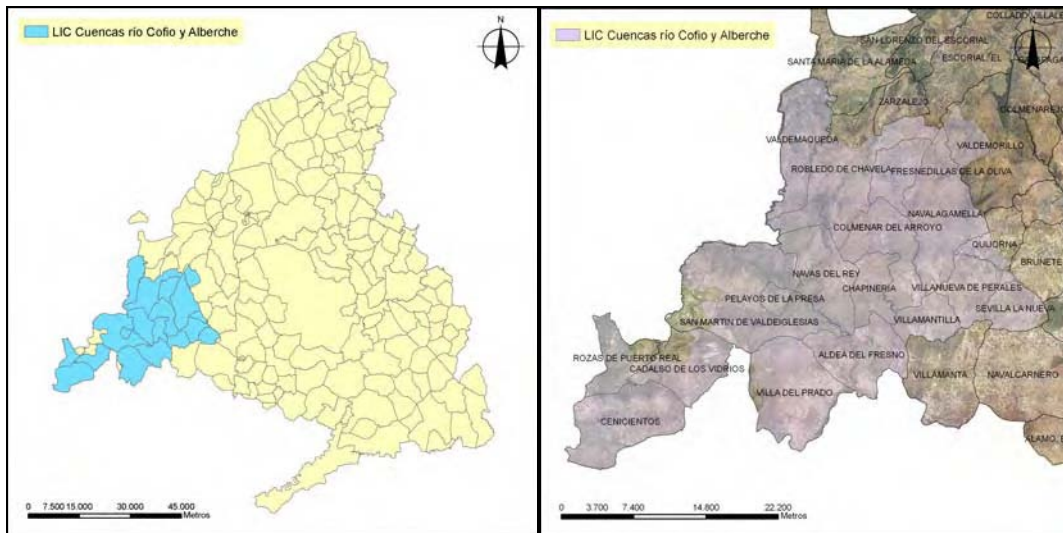 LIC Cuencas río Cofio y Alberche
N
0 7.500 15.000 30.000 45.000
Metros
LIC Cuencas río Cofio y Alberche
N
COLLADO VILLALB
SAN LORENZO DEL ESCORIAL
SANTA MARIA DE LA ALAMEDA
ESCORIAL, EL
ZARZALEJO
COLMENAREJO
VALDEMAQUEDA
VALDEMORILLO
ROBLEDO DE CHAVELA
FRESNEDILLAS DE LA OLIVA
NAVALAGAMELLA
COLMENAR DEL ARROYO
QUIJORNA
BRUNETE
NAVAS DEL REY
CHAPINERIA
VILLANUEVA DE PERALES
PELAYOS DE LA PRESA
SEVILLA LA NUEVA
SAN MARTIN DE VALDEIGLESIAS
VILLAMANTILLA
ROZAS DE PUERTO REAL
ALDEA DEL FRESNO
CADALSO DE LOS VIDRIOS
VILLAMANTA
NAVALCARNERO
VILLA DEL PRADO
CENICIENTOS
ALAMO, E
0 3.700 7.400 14.800 22.200
Metros